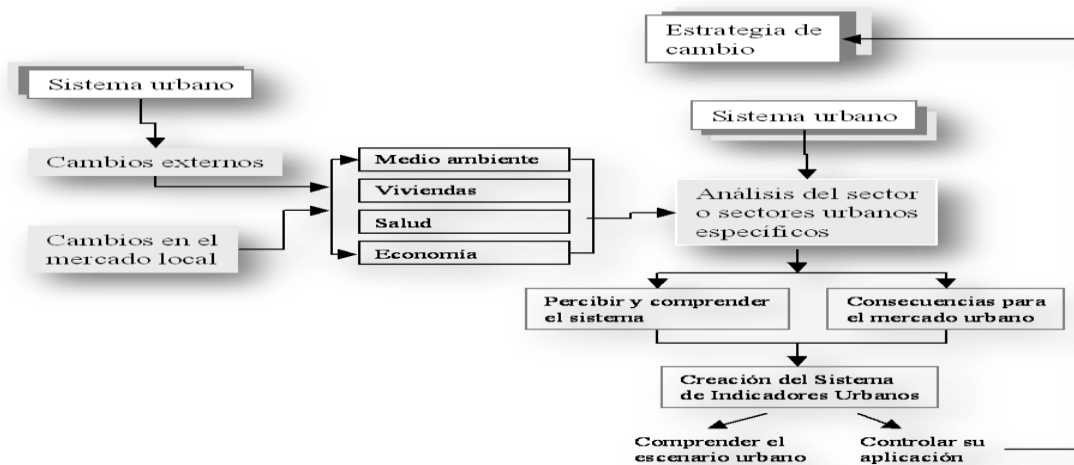 Estrategia de
cambio
Sistema urbano
Sistema urbano
Cambios externos
Medio ambiente
Viviendas
Salud
Economía
Cambios en el
mercado local
Análisis del sector
o sectores urbanos
específicos
Percibir y comprender
el sistema
Consecuencias para
el mercado urbano
Creación del Sistema
de Indicadores Urbanos
Comprender el
escenario urbano
Controlar su
aplicación